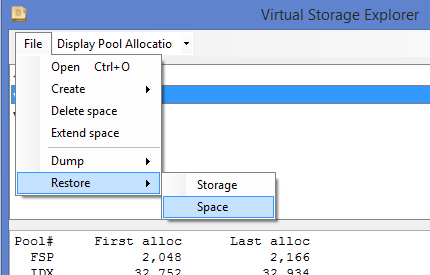 Virtual Storage Explorer
File Display Pool Allocatio
Open Ctrl+O
Create
Delete space
Extend space
Dump
Restore
Storage
Space
Pool# First alloc Last alloc
FSP 2,048 2,166
IDX 32,752 32,934